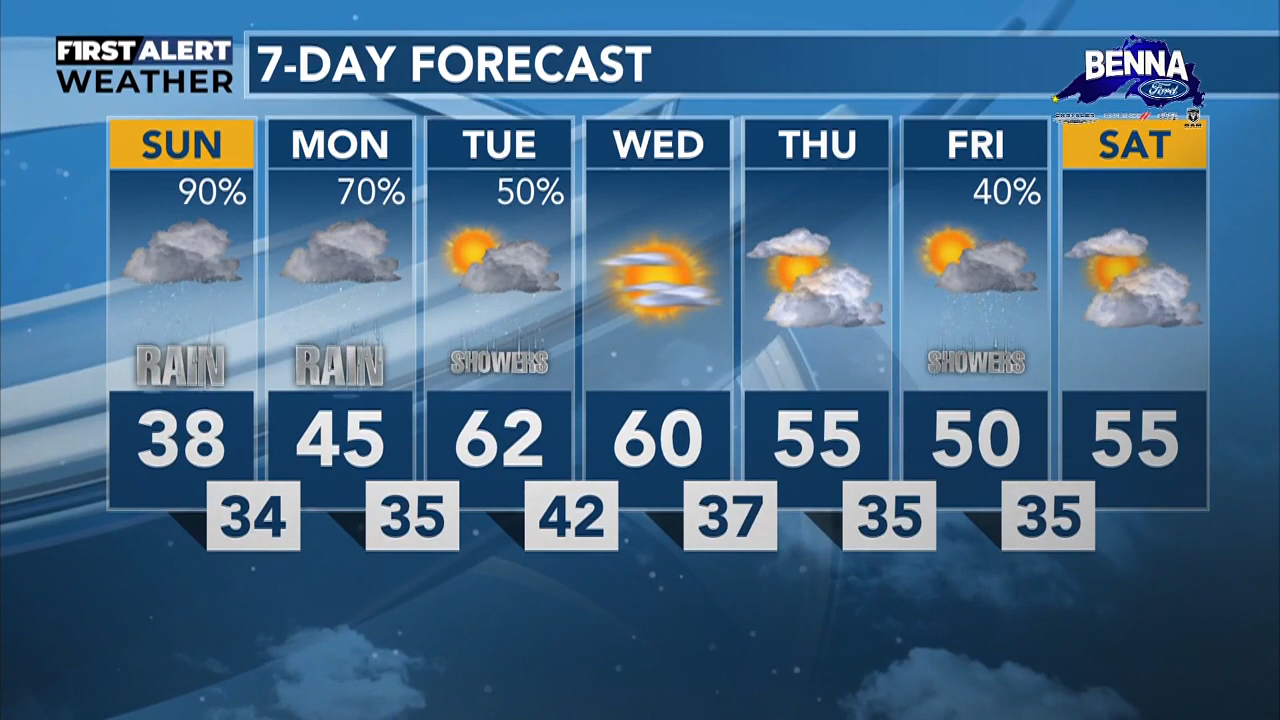 FIRST ALERT
WEATHER
7-DAY FORECAST
BENNA
Ford
SUN MON TUE WED THU FRI SAT
90% 70% 50% 40%
RAIN RAIN SHOWERS SHOWERS
38 45 62 60 55 50 55
34 35 42 37 35 35